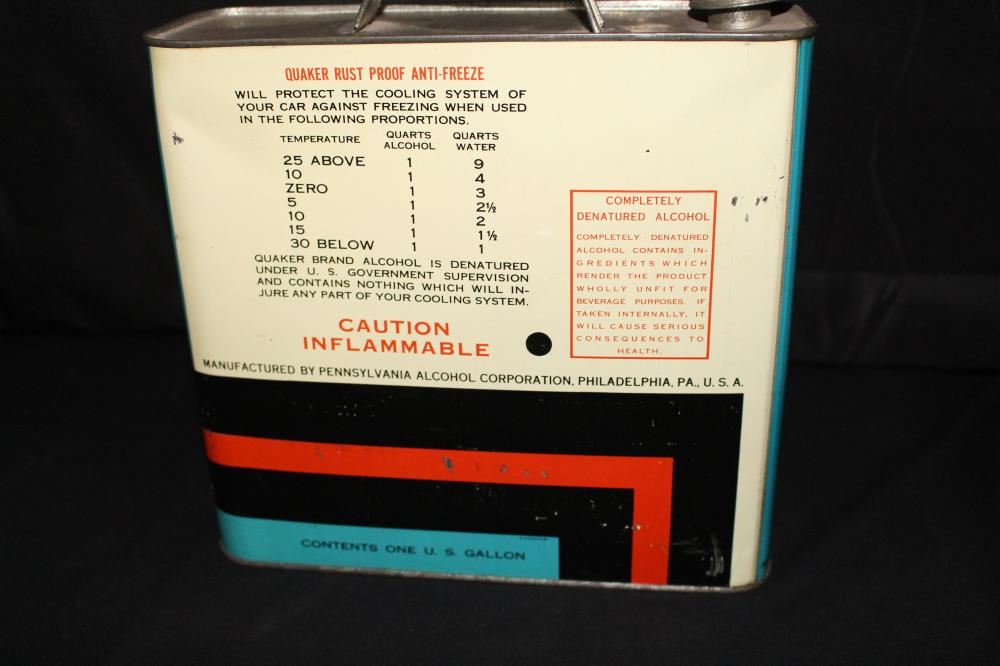 QUAKER RUST PROOF ANTI-FREEZE
WILL PROTECT THE COOLING SYSTEM OF
YOUR CAR AGAINST FREEZING WHEN USED
IN THE FOLLOWING PROPORTIONS.
TEMPERATURE QUARTS ALCOHOL QUARTS WATER
25 ABOVE 1 9
10 1 4
ZERO 1 3
5 1 2½
10 1 2
15 1 1½
30 BELOW 1 1
QUAKER BRAND ALCOHOL IS DENATURED
UNDER U. S. GOVERNMENT SUPERVISION
AND CONTAINS NOTHING WHICH WILL IN-
JURE ANY PART OF YOUR COOLING SYSTEM.
CAUTION
INFLAMMABLE
COMPLETELY
DENATURED ALCOHOL
COMPLETELY DENATURED
ALCOHOL CONTAINS IN-
GREDIENTS WHICH
RENDER THE PRODUCT
WHOLLY UNFIT FOR
BEVERAGE PURPOSES. IF
TAKEN INTERNALLY, IT
WILL CAUSE SERIOUS
CONSEQUENCES TO
HEALTH.
MANUFACTURED BY PENNSYLVANIA ALCOHOL CORPORATION, PHILADELPHIA, PA., U. S. A.
CONTENTS ONE U. S. GALLON